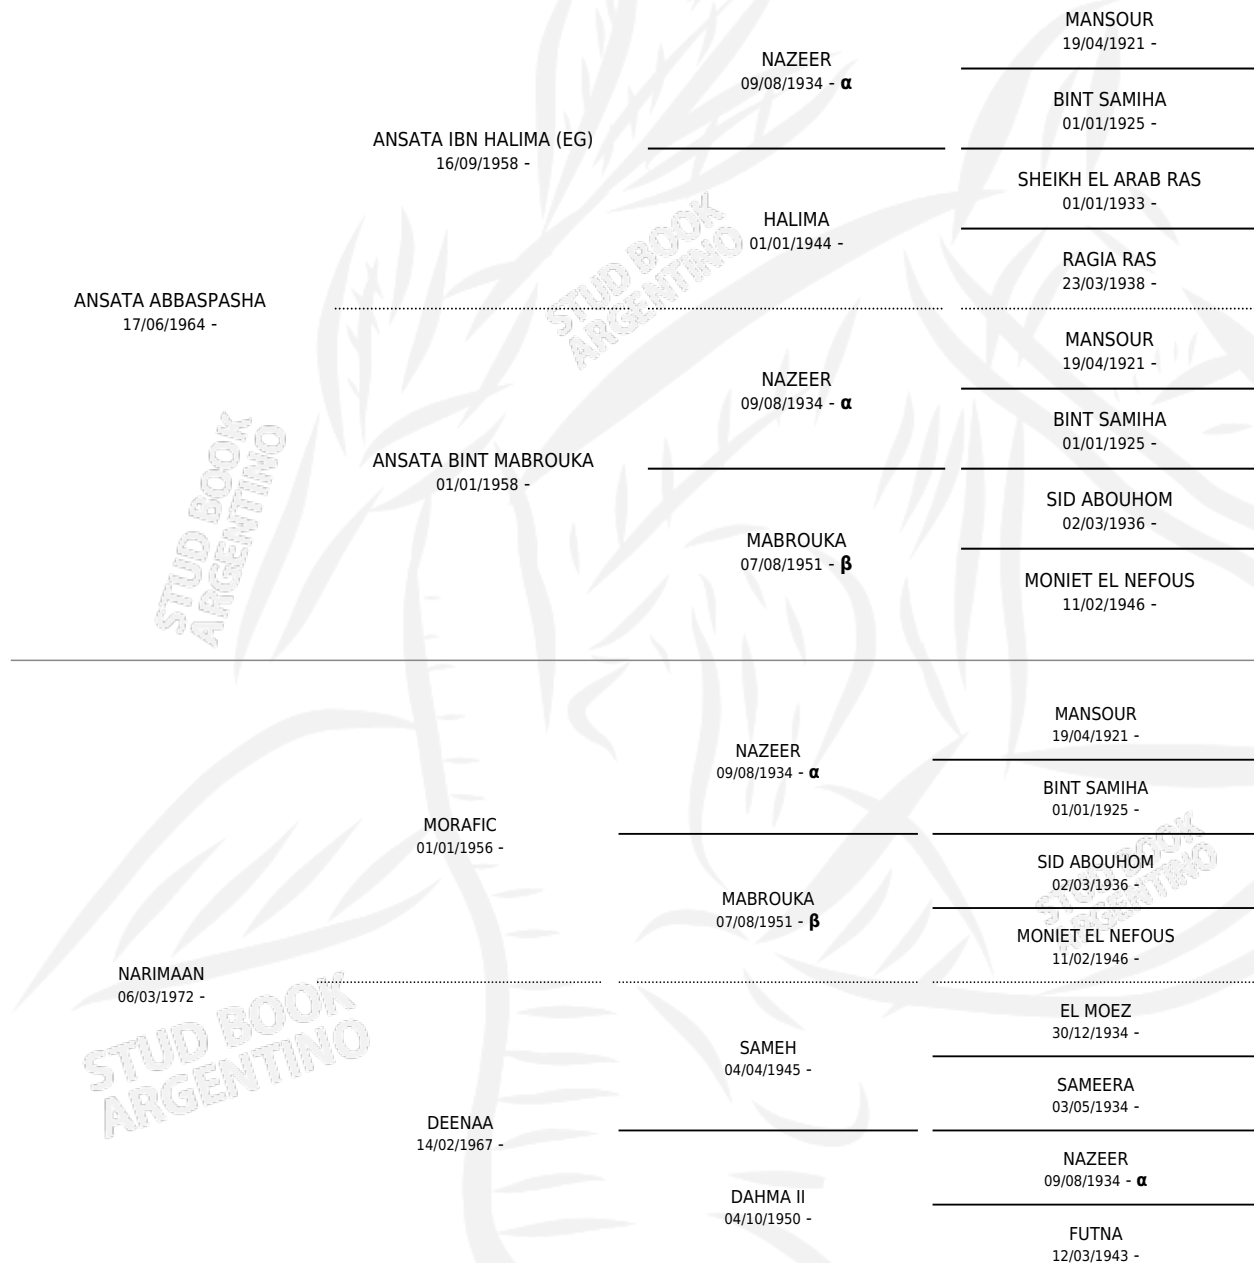 MANSOUR
19/04/1921 -
NAZEER
09/08/1934 - α
BINT SAMIHA
01/01/1925 -
ANSATA IBN HALIMA (EG)
16/09/1958 -
SHEIKH EL ARAB RAS
01/01/1933 -
HALIMA
01/01/1944 -
RAGIA RAS
23/03/1938 -
ANSATA ABBASPASHA
17/06/1964 -
MANSOUR
19/04/1921 -
NAZEER
09/08/1934 - α
BINT SAMIHA
01/01/1925 -
ANSATA BINT MABROUKA
01/01/1958 -
SID ABOUHOM
02/03/1936 -
MABROUKA
07/08/1951 - β
MONIET EL NEFOUS
11/02/1946 -
MANSOUR
19/04/1921 -
NAZEER
09/08/1934 - α
BINT SAMIHA
01/01/1925 -
MORAFIC
01/01/1956 -
SID ABOUHOM
02/03/1936 -
MABROUKA
07/08/1951 - β
MONIET EL NEFOUS
11/02/1946 -
NARIMAAN
06/03/1972 -
EL MOEZ
30/12/1934 -
SAMEH
04/04/1945 -
SAMEERA
03/05/1934 -
DEENAA
14/02/1967 -
NAZEER
09/08/1934 - α
DAHMA II
04/10/1950 -
FUTNA
12/03/1943 -
STUD BOOK
ARGENTINO
STUD BOOK
ARGENTINO
STUD BOOK
ARGENTINO
STUD BOOK
ARGENTINO